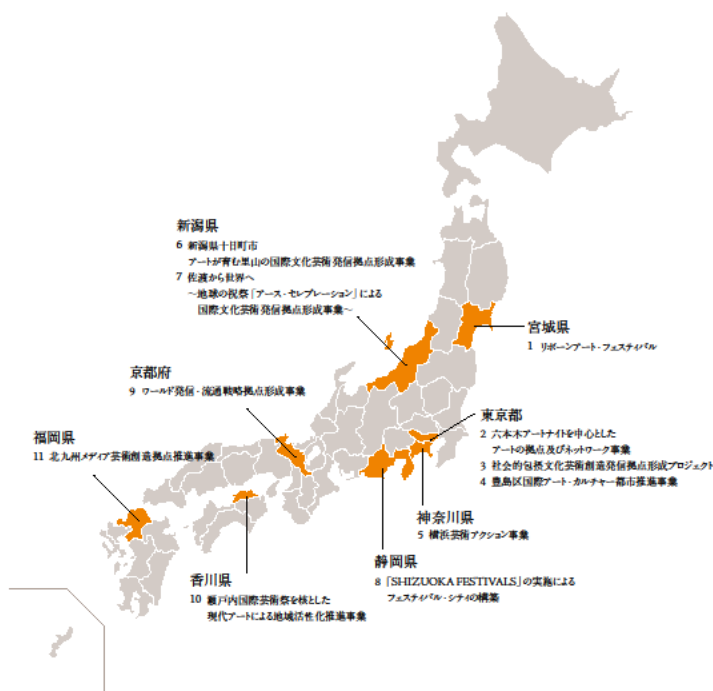 新潟県
6 新潟県十日町市
アートが育む里山の国際文化芸術発信拠点形成事業
7 佐渡から世界へ
～地球の祝祭「アース・セレブレーション」による
国際文化芸術発信拠点形成事業～
宮城県
1 リボーンアート・フェスティバル
京都府
9 ワールド発信・流通戦略拠点形成事業
東京都
2 六本木アートナイトを中心とした
アートの拠点及びネットワーク事業
3 社会的包摂文化芸術創造発信拠点形成プロジェクト
4 豊島区国際アート・カルチャー都市推進事業
福岡県
11 北九州メディア芸術創造拠点推進事業
神奈川県
5 横浜芸術アクション事業
静岡県
8 「SHIZUOKA FESTIVALS」の実施による
フェスティバル・シティの構築
香川県
10 瀬戸内国際芸術祭を核とした
現代アートによる地域活性化推進事業